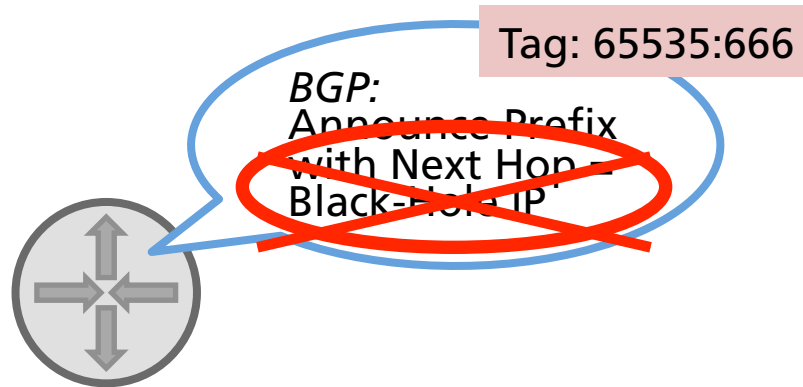 Tag: 65535:666
BGP:
Announce Prefix
with Next Hop =
Black-Hole IP